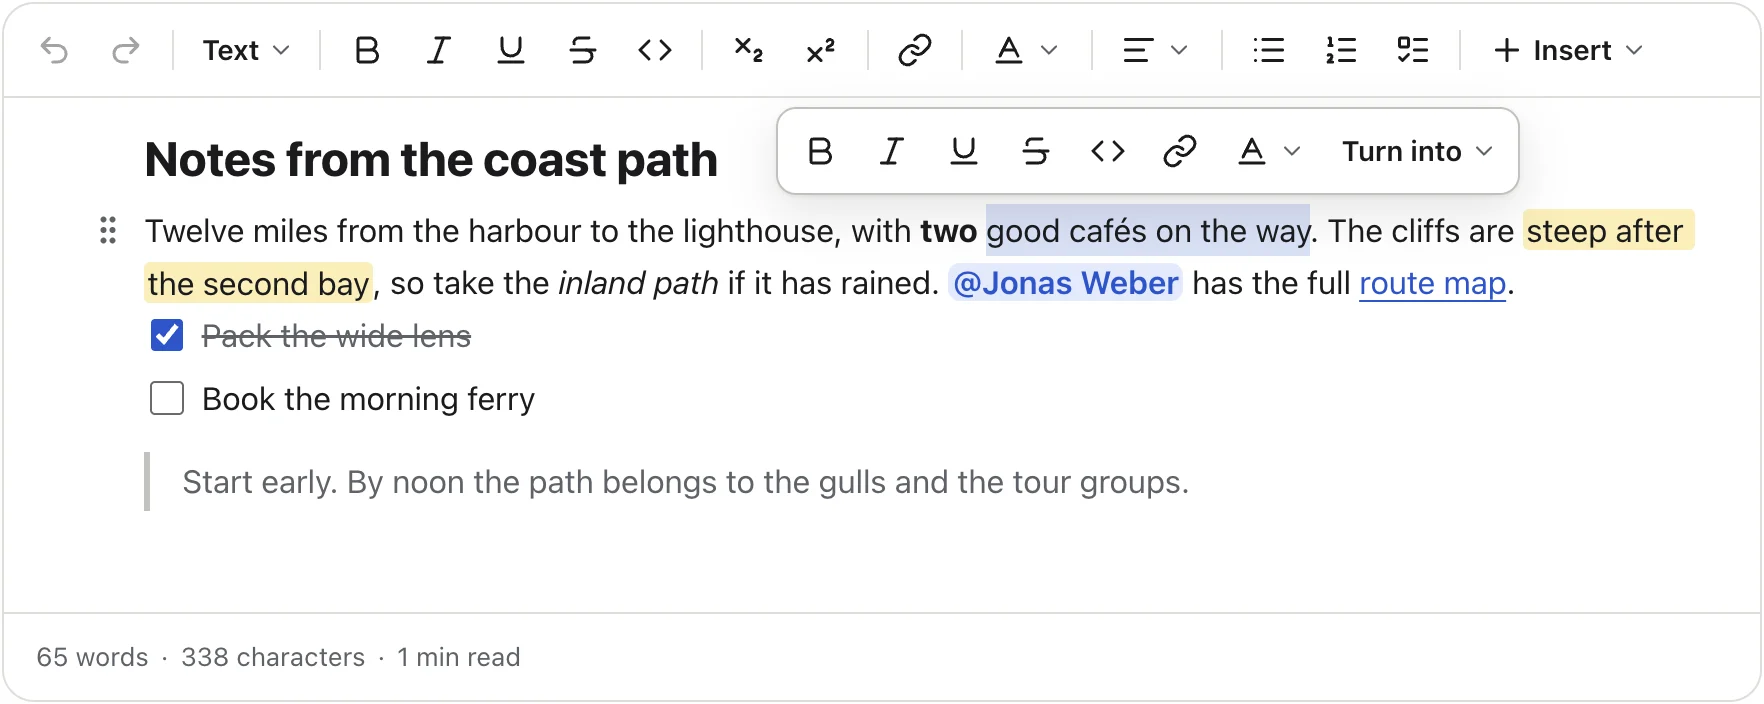 Text
Insert
Turn into
Notes from the coast path
Twelve miles from the harbour to the lighthouse, with two good cafés on the way. The cliffs are steep after
the second bay, so take the inland path if it has rained. @Jonas Weber has the full route map.
Pack the wide lens
Book the morning ferry
Start early. By noon the path belongs to the gulls and the tour groups.
65 words · 338 characters · 1 min read